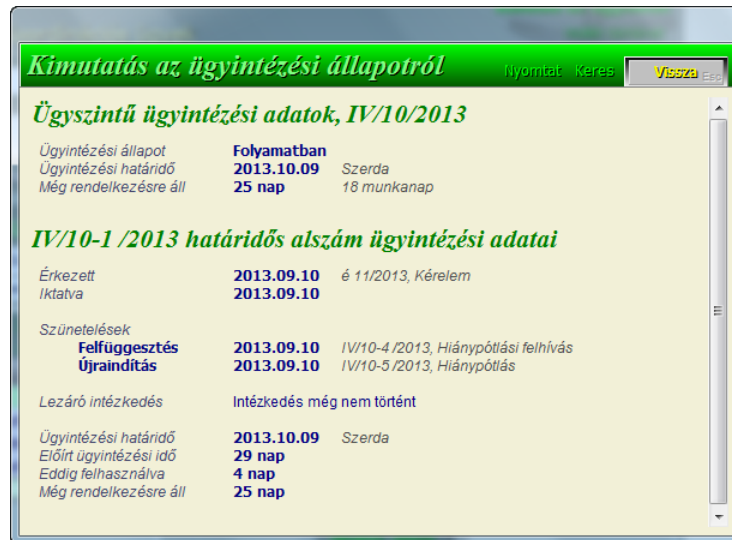 Kimutatás az ügyintézési állapotról Nyomtat Keres Vissza Esc
Ügyszintű ügyintézési adatok, IV/10/2013
Ügyintézési állapot Folyamatban
Ügyintézési határidő 2013.10.09 Szerda
Még rendelkezésre áll 25 nap 18 munkanap
IV/10-1 /2013 határidős alszám ügyintézési adatai
Érkezett 2013.09.10 é 11/2013, Kérelem
Iktatva 2013.09.10
Szünetelések
Felfüggesztés 2013.09.10 IV/10-4 /2013, Hiánypótlási felhívás
Újraindítás 2013.09.10 IV/10-5 /2013, Hiánypótlás
Lezáró intézkedés Intézkedés még nem történt
Ügyintézési határidő 2013.10.09 Szerda
Előírt ügyintézési idő 29 nap
Eddig felhasználva 4 nap
Még rendelkezésre áll 25 nap